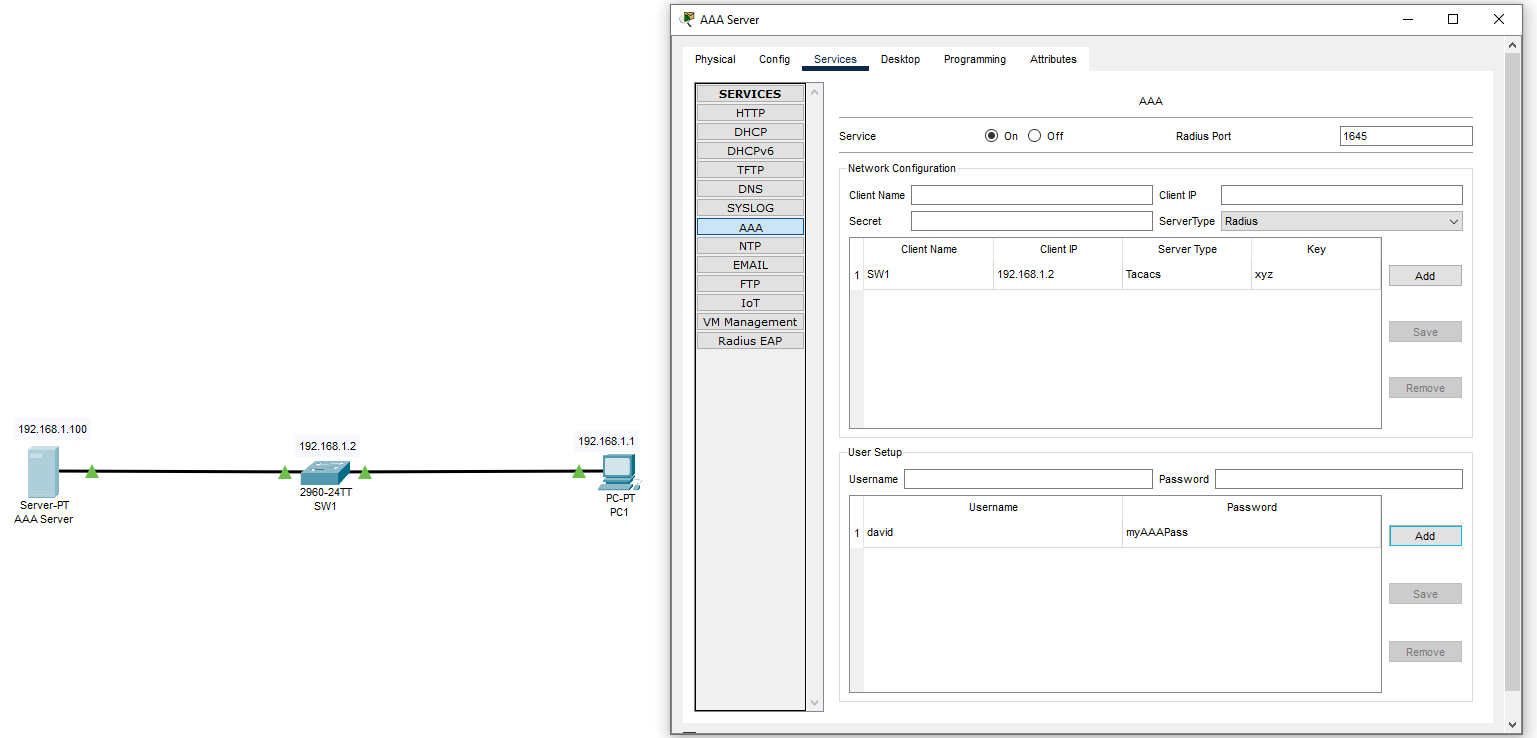 AAA Server
Physical Config Services Desktop Programming Attributes
SERVICES
HTTP
DHCP
DHCPv6
TFTP
DNS
SYSLOG
AAA
NTP
EMAIL
FTP
IoT
VM Management
Radius EAP
AAA
Service On Off Radius Port 1645
Network Configuration
Client Name Client IP
Secret ServerType Radius
Client Name Client IP Server Type Key
1 SW1 192.168.1.2 Tacacs xyz
Add
Save
Remove
User Setup
Username Password
Username Password
1 david myAAAPass
Add
Save
Remove
192.168.1.100
Server-PT
AAA Server
192.168.1.2
2960-24TT
SW1
192.168.1.1
PC-PT
PC1